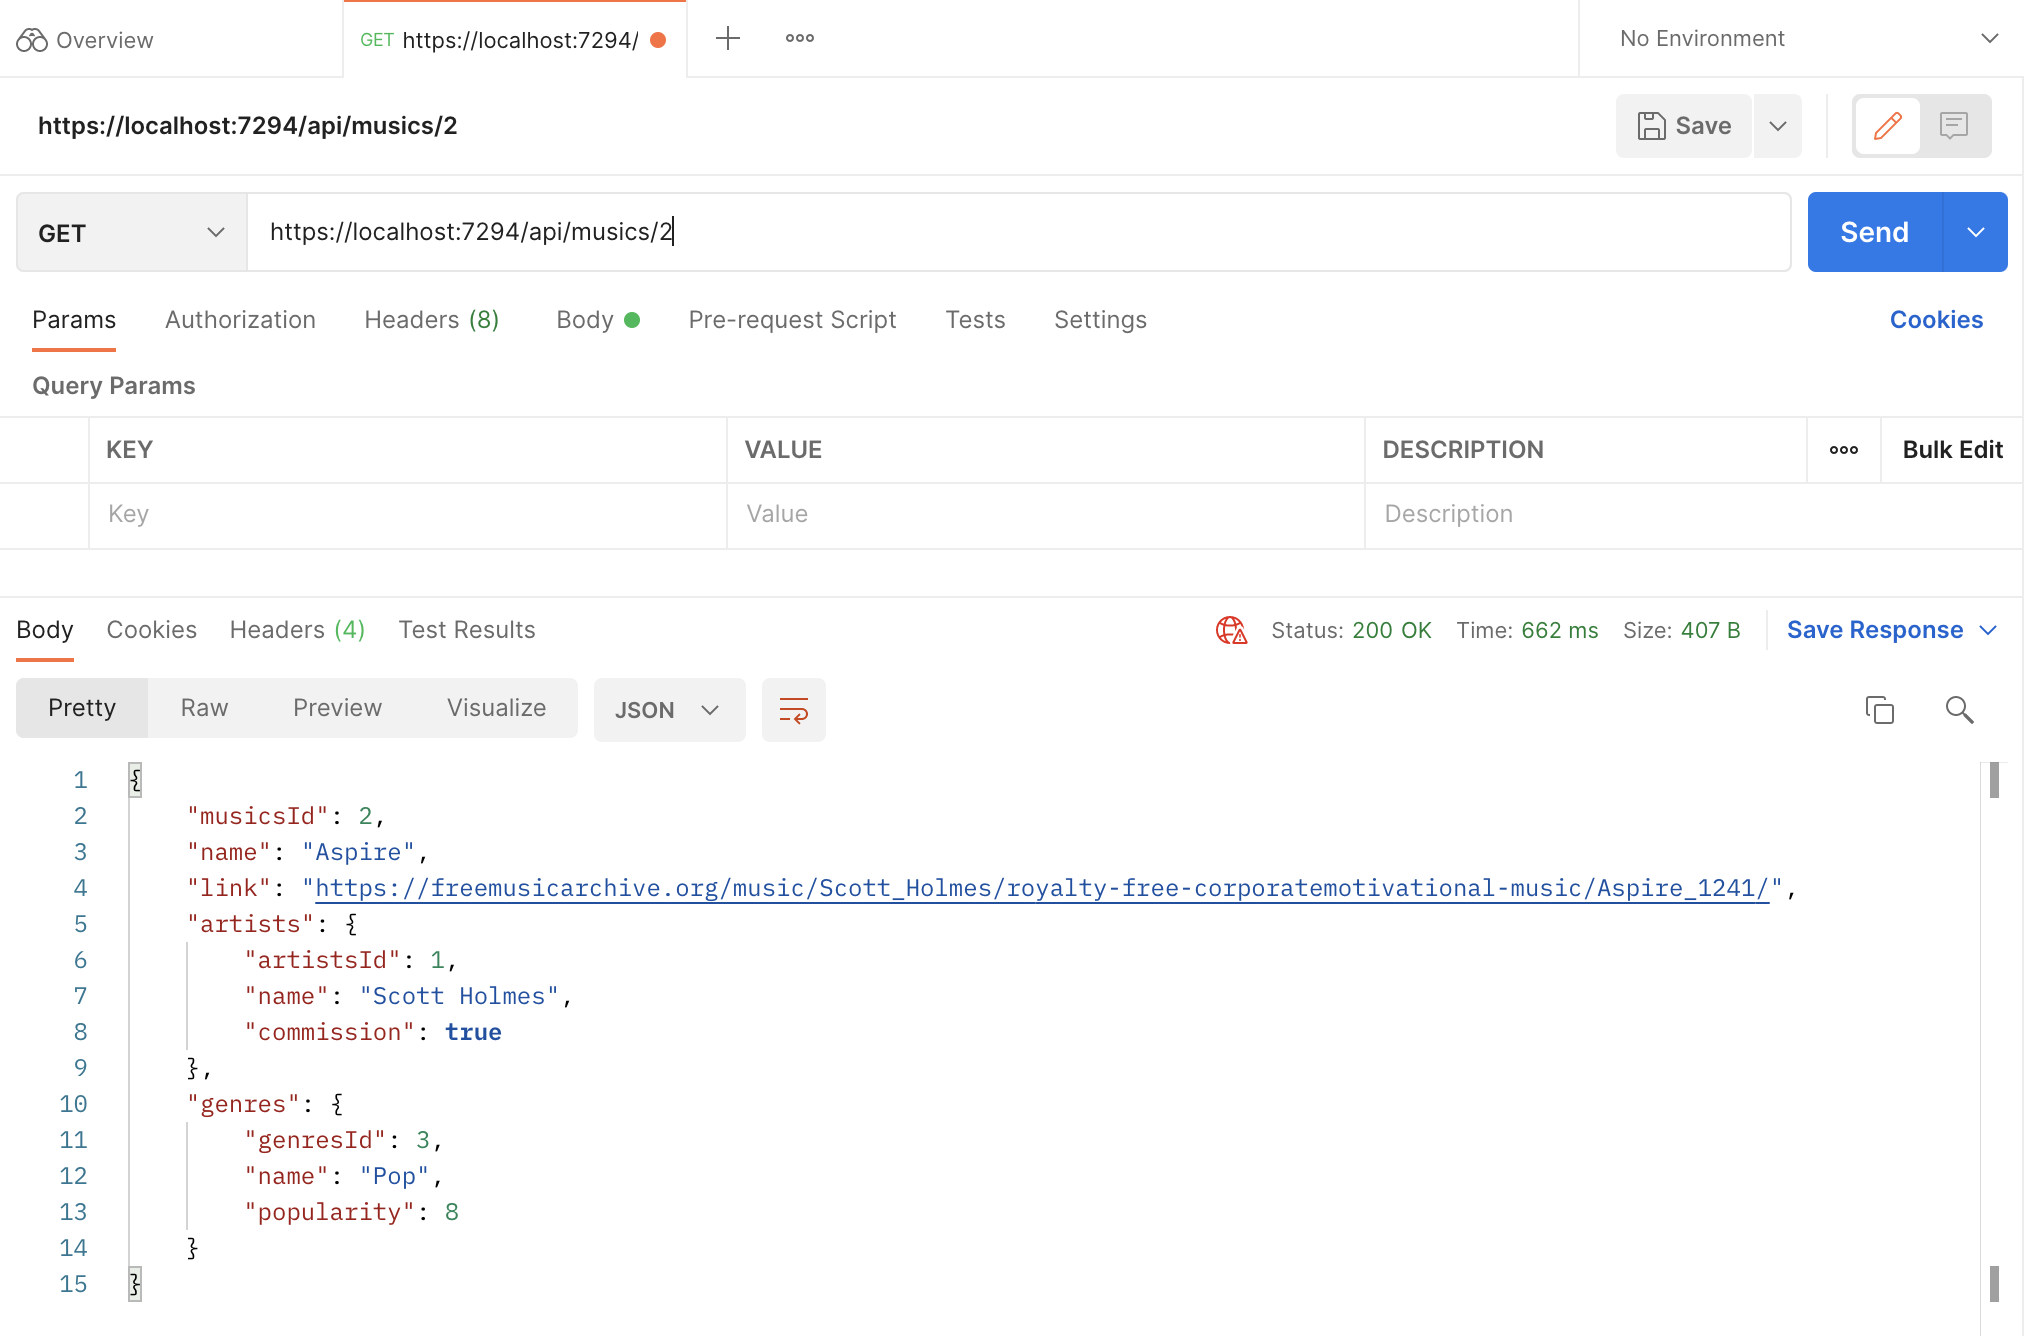 Overview
GET https://localhost:7294/
No Environment
https://localhost:7294/api/musics/2
Save
GET
https://localhost:7294/api/musics/2
Send
Params Authorization Headers (8) Body Pre-request Script Tests Settings Cookies
Query Params
KEY VALUE DESCRIPTION Bulk Edit
Key Value Description
Body Cookies Headers (4) Test Results Status: 200 OK Time: 662 ms Size: 407 B Save Response
Pretty Raw Preview Visualize JSON
1 {
2 "musicsId": 2,
3 "name": "Aspire",
4 "link": "https://freemusicarchive.org/music/Scott_Holmes/royalty-free-corporatemotivational-music/Aspire_1241/",
5 "artists": {
6 "artistsId": 1,
7 "name": "Scott Holmes",
8 "commission": true
9 },
10 "genres": {
11 "genresId": 3,
12 "name": "Pop",
13 "popularity": 8
14 }
15 }